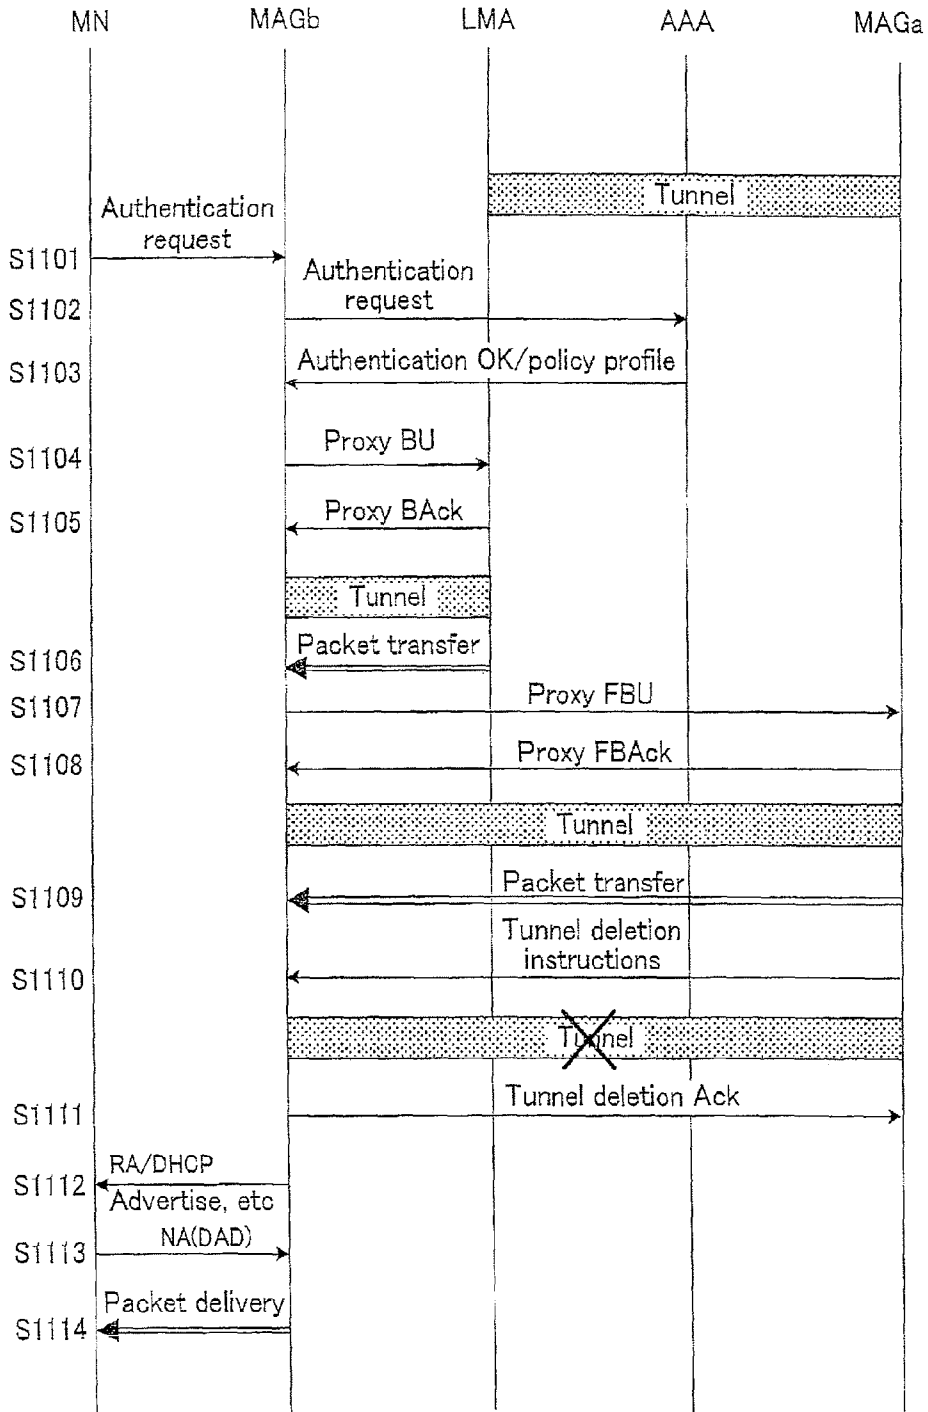 MN MAGb LMA AAA MAGa
Tunnel
Authentication
request
S1101
Authentication
request
S1102
Authentication OK/policy profile
S1103
Proxy BU
S1104
Proxy BAck
S1105
Tunnel
Packet transfer
S1106
Proxy FBU
S1107
Proxy FBAck
S1108
Tunnel
Packet transfer
S1109
Tunnel deletion
instructions
S1110
Tunnel
Tunnel deletion Ack
S1111
RA/DHCP
S1112
Advertise, etc
NA(DAD)
S1113
Packet delivery
S1114